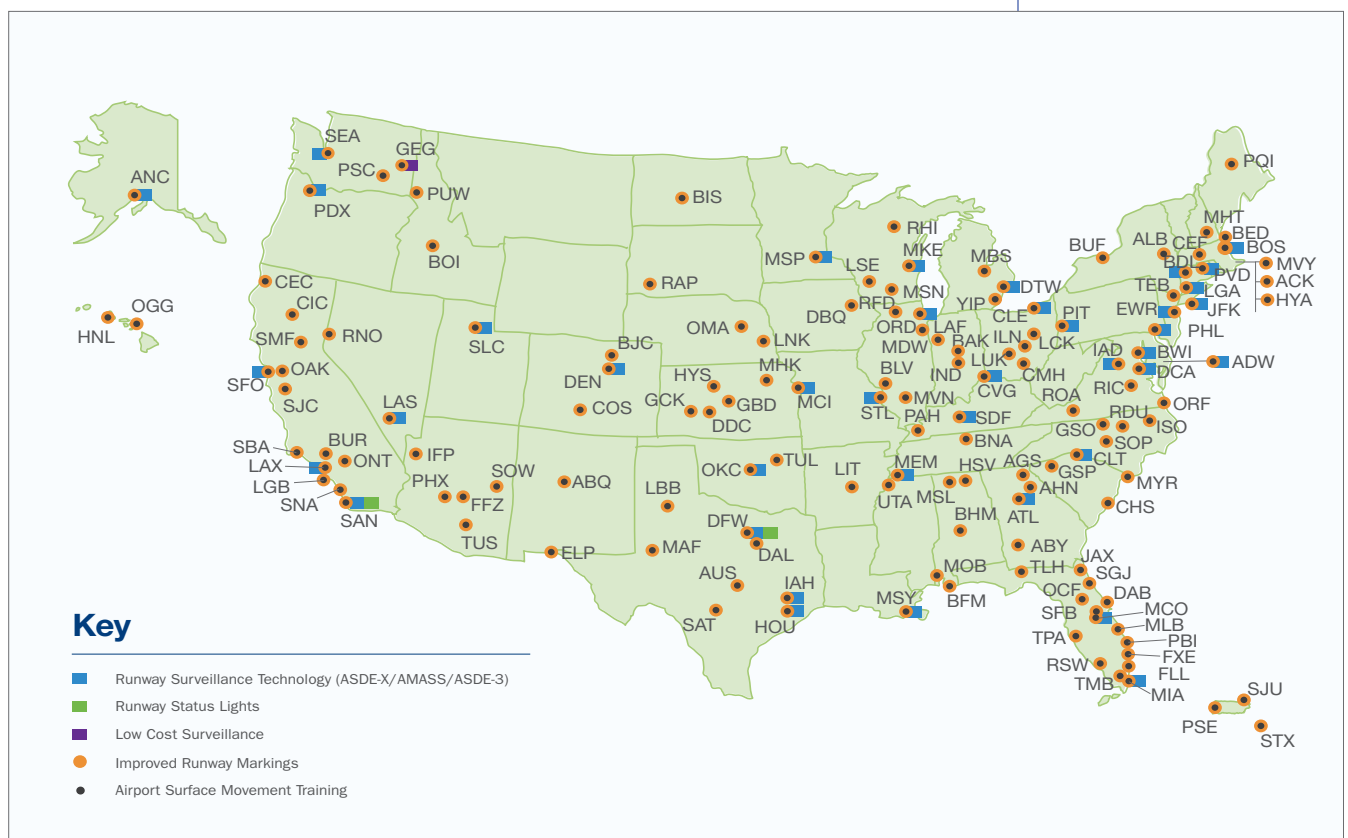 SEA
GEG
PSC
ANC
PUW
PDX
BIS
PQI
RHI
MHT
BED
BOS
BUF
ALB
CEF
BOI
MSP
MKE
MBS
BDL
PVD
MVY
CEC
RAP
LSE
MSN
YIP
DTW
TEB
LGA
ACK
CIC
OGG
DBQ
RFD
CLE
PIT
EWR
JFK
HYA
HNL
SMF
RNO
SLC
OMA
LNK
ORD
LAF
ILN
LCK
PHL
BJC
MDW
BAK
LUK
IAD
BWI
ADW
SFO
OAK
DEN
HYS
MHK
BLV
IND
CVG
CMH
DCA
SJC
LAS
COS
GCK
GBD
DDC
MCI
STL
MVN
PAH
SDF
ROA
RIC
ORF
RDU
GSO
ISO
SBA
BUR
BNA
SOP
LAX
ONT
IFP
SOW
OKC
TUL
LIT
MEM
HSV
AGS
GSP
CLT
LGB
PHX
FFZ
ABQ
LBB
UTA
MSL
AHN
MYR
SNA
SAN
TUS
DFW
BHM
ATL
CHS
ELP
MAF
DAL
ABY
AUS
IAH
MOB
TLH
JAX
SGJ
MSY
BFM
OCF
DAB
SAT
HOU
SFB
MCO
MLB
TPA
PBI
FXE
RSW
FLL
TMB
MIA
SJU
PSE
STX
Key
Runway Surveillance Technology (ASDE-X/AMASS/ASDE-3)
Runway Status Lights
Low Cost Surveillance
Improved Runway Markings
Airport Surface Movement Training